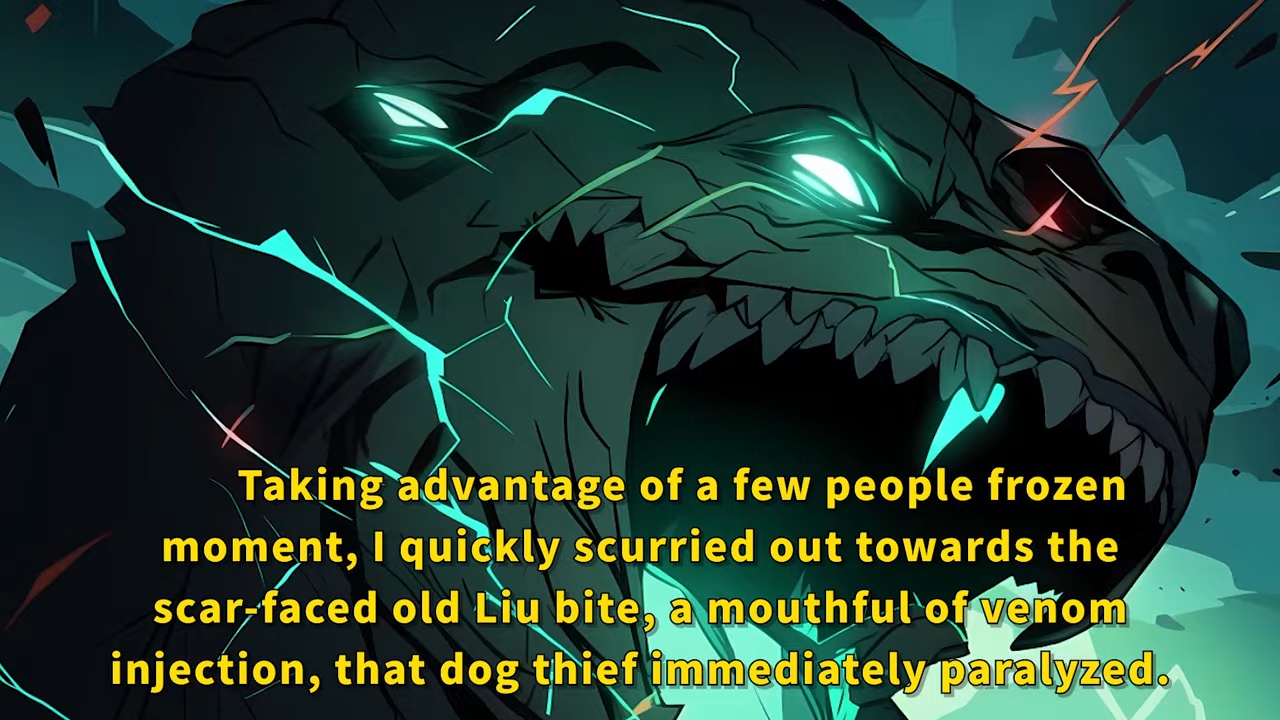 Taking advantage of a few people frozen
moment, I quickly scurried out towards the
scar-faced old Liu bite, a mouthful of venom
injection, that dog thief immediately paralyzed.